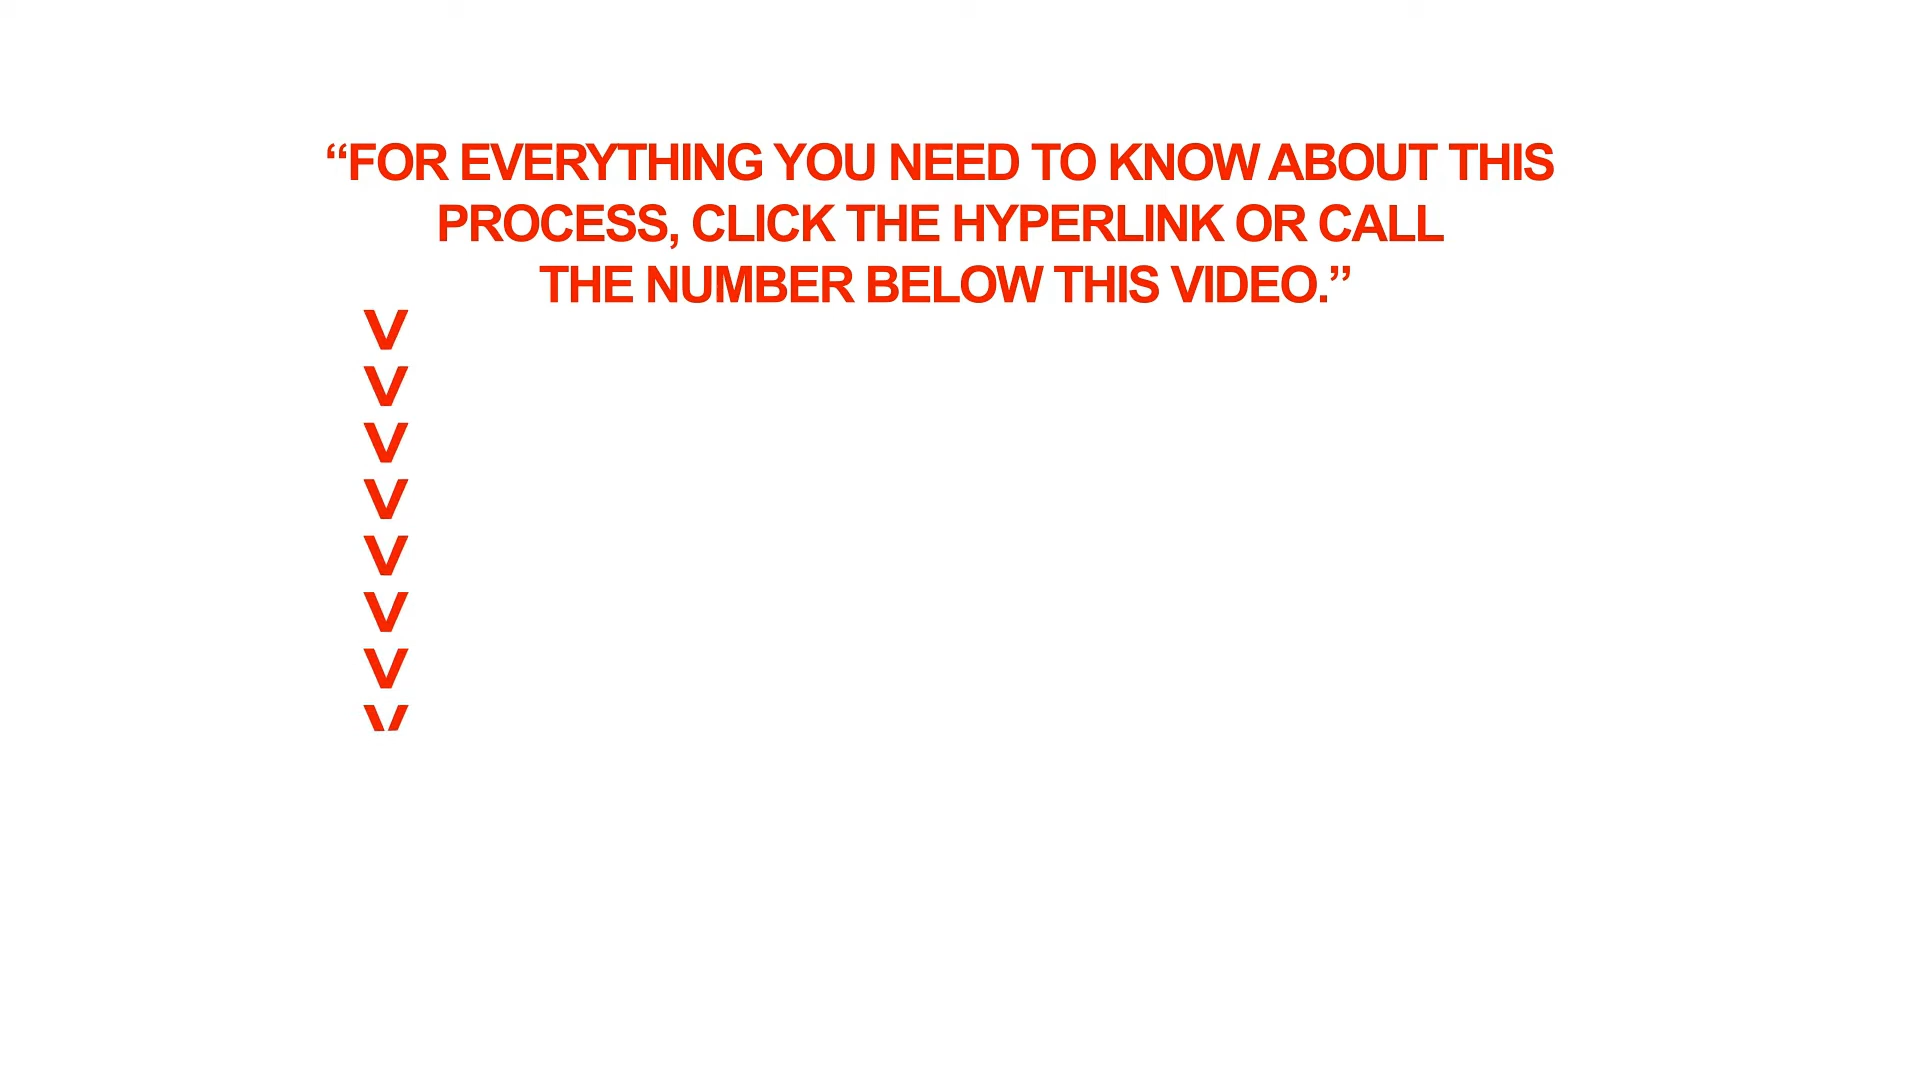 “FOR EVERYTHING YOU NEED TO KNOW ABOUT THIS
PROCESS, CLICK THE HYPERLINK OR CALL
THE NUMBER BELOW THIS VIDEO.”
V
V
V
V
V
V
V
V